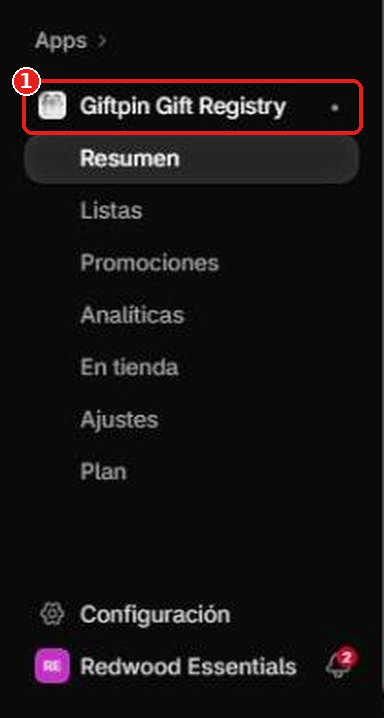 Apps >
1
Giftpin Gift Registry
Resumen
Listas
Promociones
Analíticas
En tienda
Ajustes
Plan
Configuración
RE Redwood Essentials 2